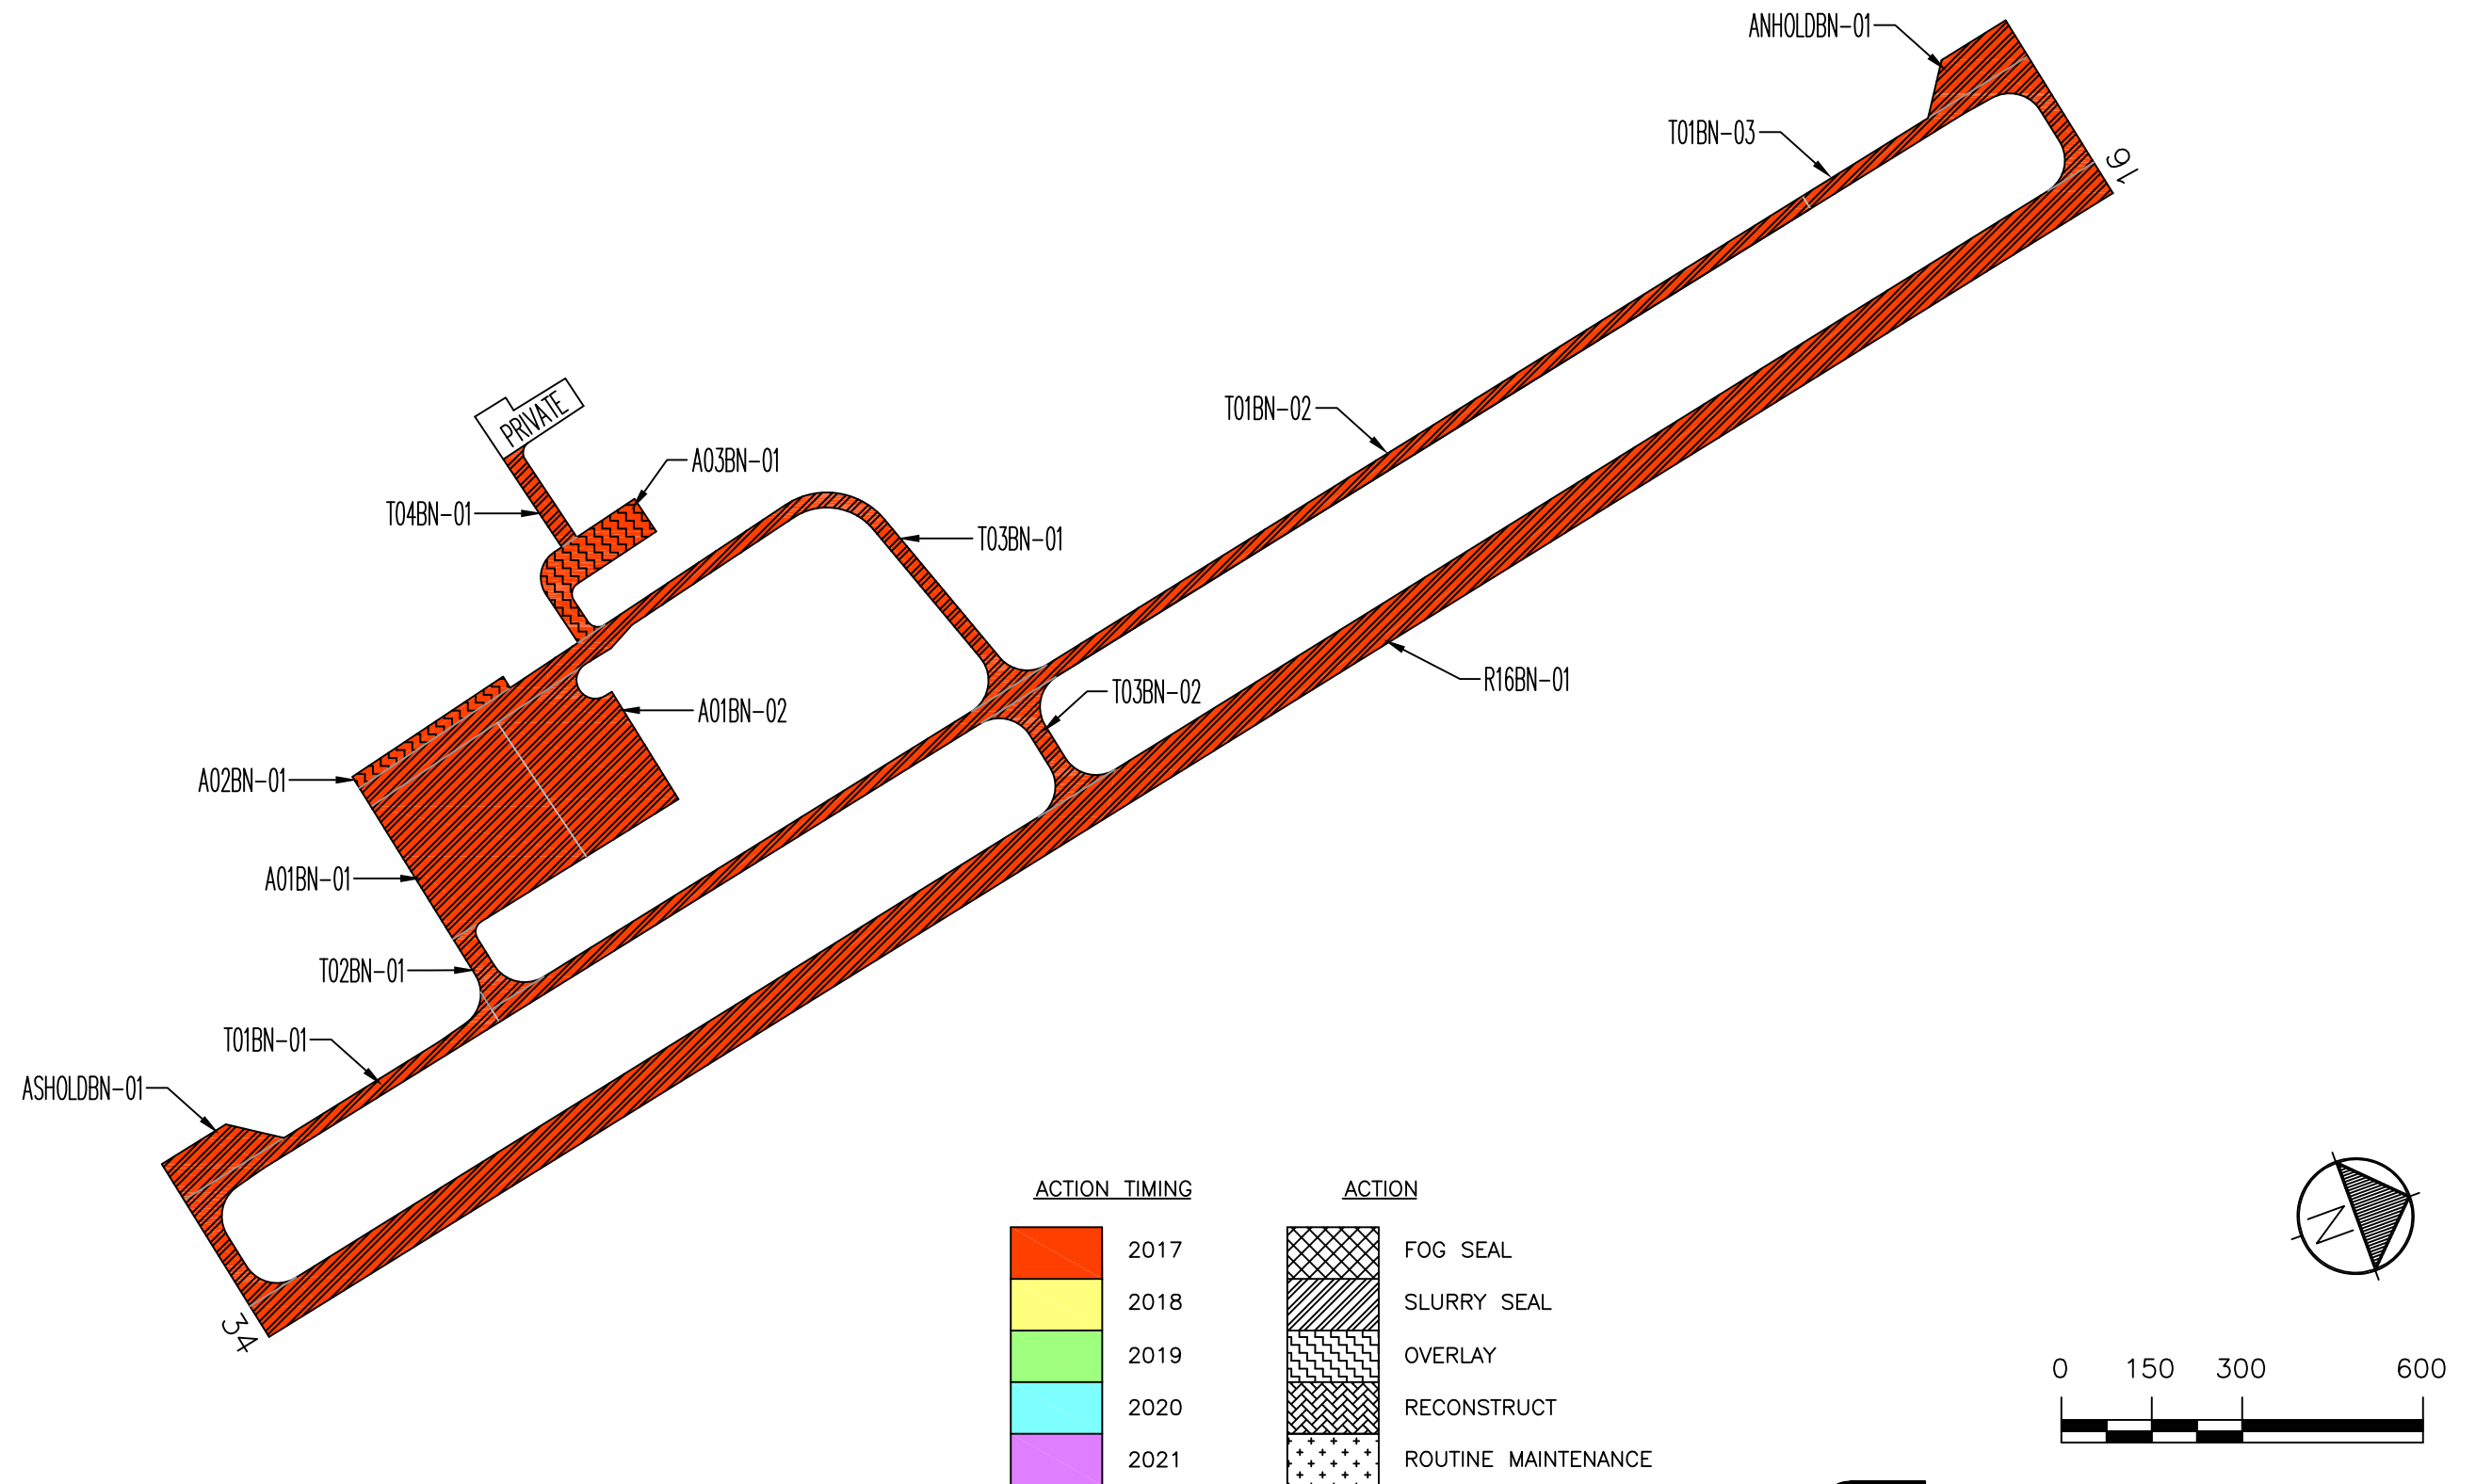 ANHOLDBN-01
T01BN-03
16
T01BN-02
PRIVATE
A03BN-01
T04BN-01
T03BN-01
R16BN-01
T03BN-02
A01BN-02
A02BN-01
A01BN-01
T02BN-01
T01BN-01
ASHOLDBN-01
34
N
ACTION TIMING
2017
2018
2019
2020
2021
ACTION
FOG SEAL
SLURRY SEAL
OVERLAY
RECONSTRUCT
ROUTINE MAINTENANCE
0 150 300 600